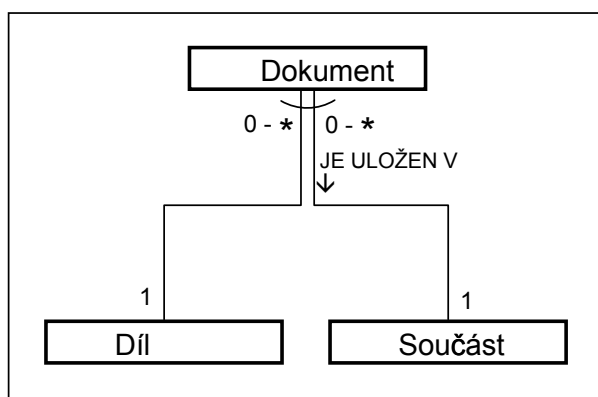 Dokument
0 - * 0 - *
JE ULOŽEN V
1 1
Díl Součást